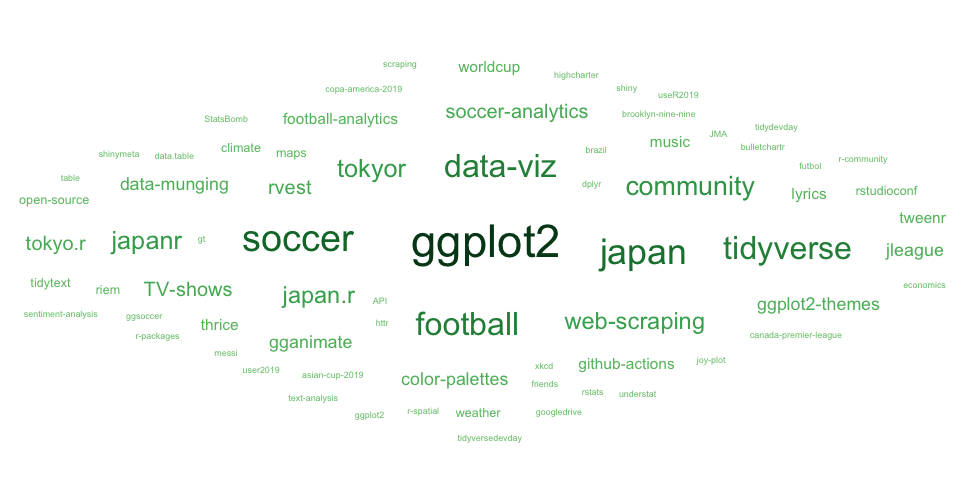 scraping
worldcup
highcharter
copa-america-2019
shiny
useR2019
StatsBomb
football-analytics
soccer-analytics
brooklyn-nine-nine
tidydevday
climate
maps
music
JMA
bulletchartr
shinymeta
data.table
tokyor
data-viz
brazil
futbol
r-community
table
data-munging
rvest
dplyr
community
lyrics
rstudioconf
open-source
tweenr
tokyo.r
japanr
gt
soccer
ggplot2
japan
tidyverse
jleague
tidytext
riem
TV-shows
japan.r
API
economics
ggplot2-themes
sentiment-analysis
ggsoccer
thrice
httr
football
web-scraping
r-packages
gganimate
canada-premier-league
messi
xkcd
github-actions
joy-plot
user2019
asian-cup-2019
color-palettes
friends
rstats
understat
text-analysis
ggplot2
r-spatial
weather
googledrive
tidyversedevday